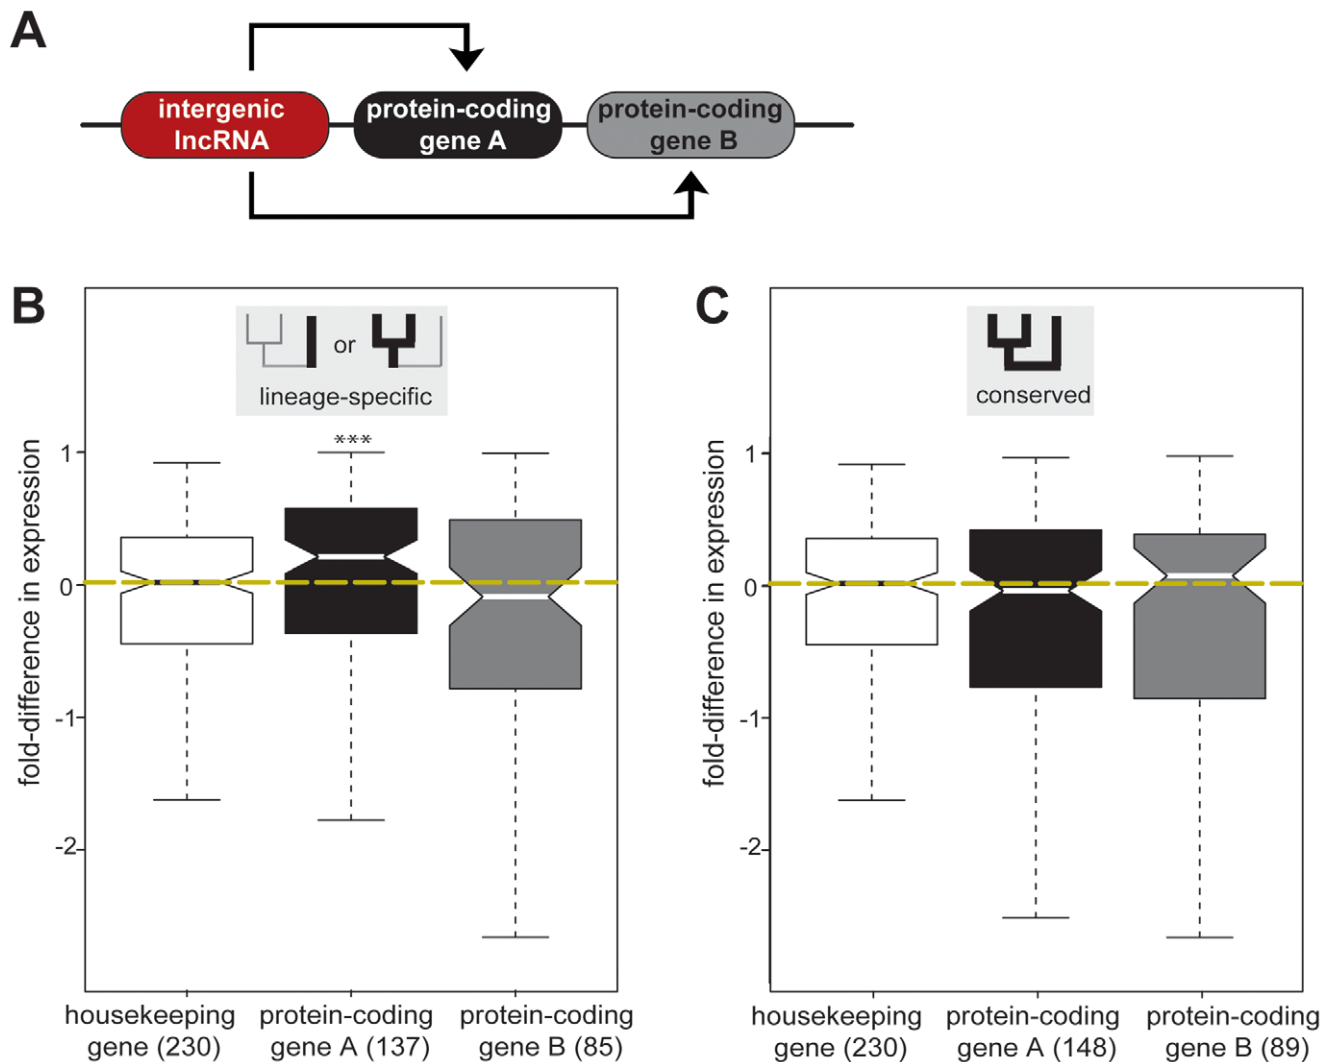 A
intergenic
lncRNA
protein-coding
gene A
protein-coding
gene B
B
or
lineage-specific
fold-difference in expression
1
0
-1
-2
***
housekeeping
gene (230)
protein-coding
gene A (137)
protein-coding
gene B (85)
C
conserved
fold-difference in expression
1
0
-1
-2
housekeeping
gene (230)
protein-coding
gene A (148)
protein-coding
gene B (89)